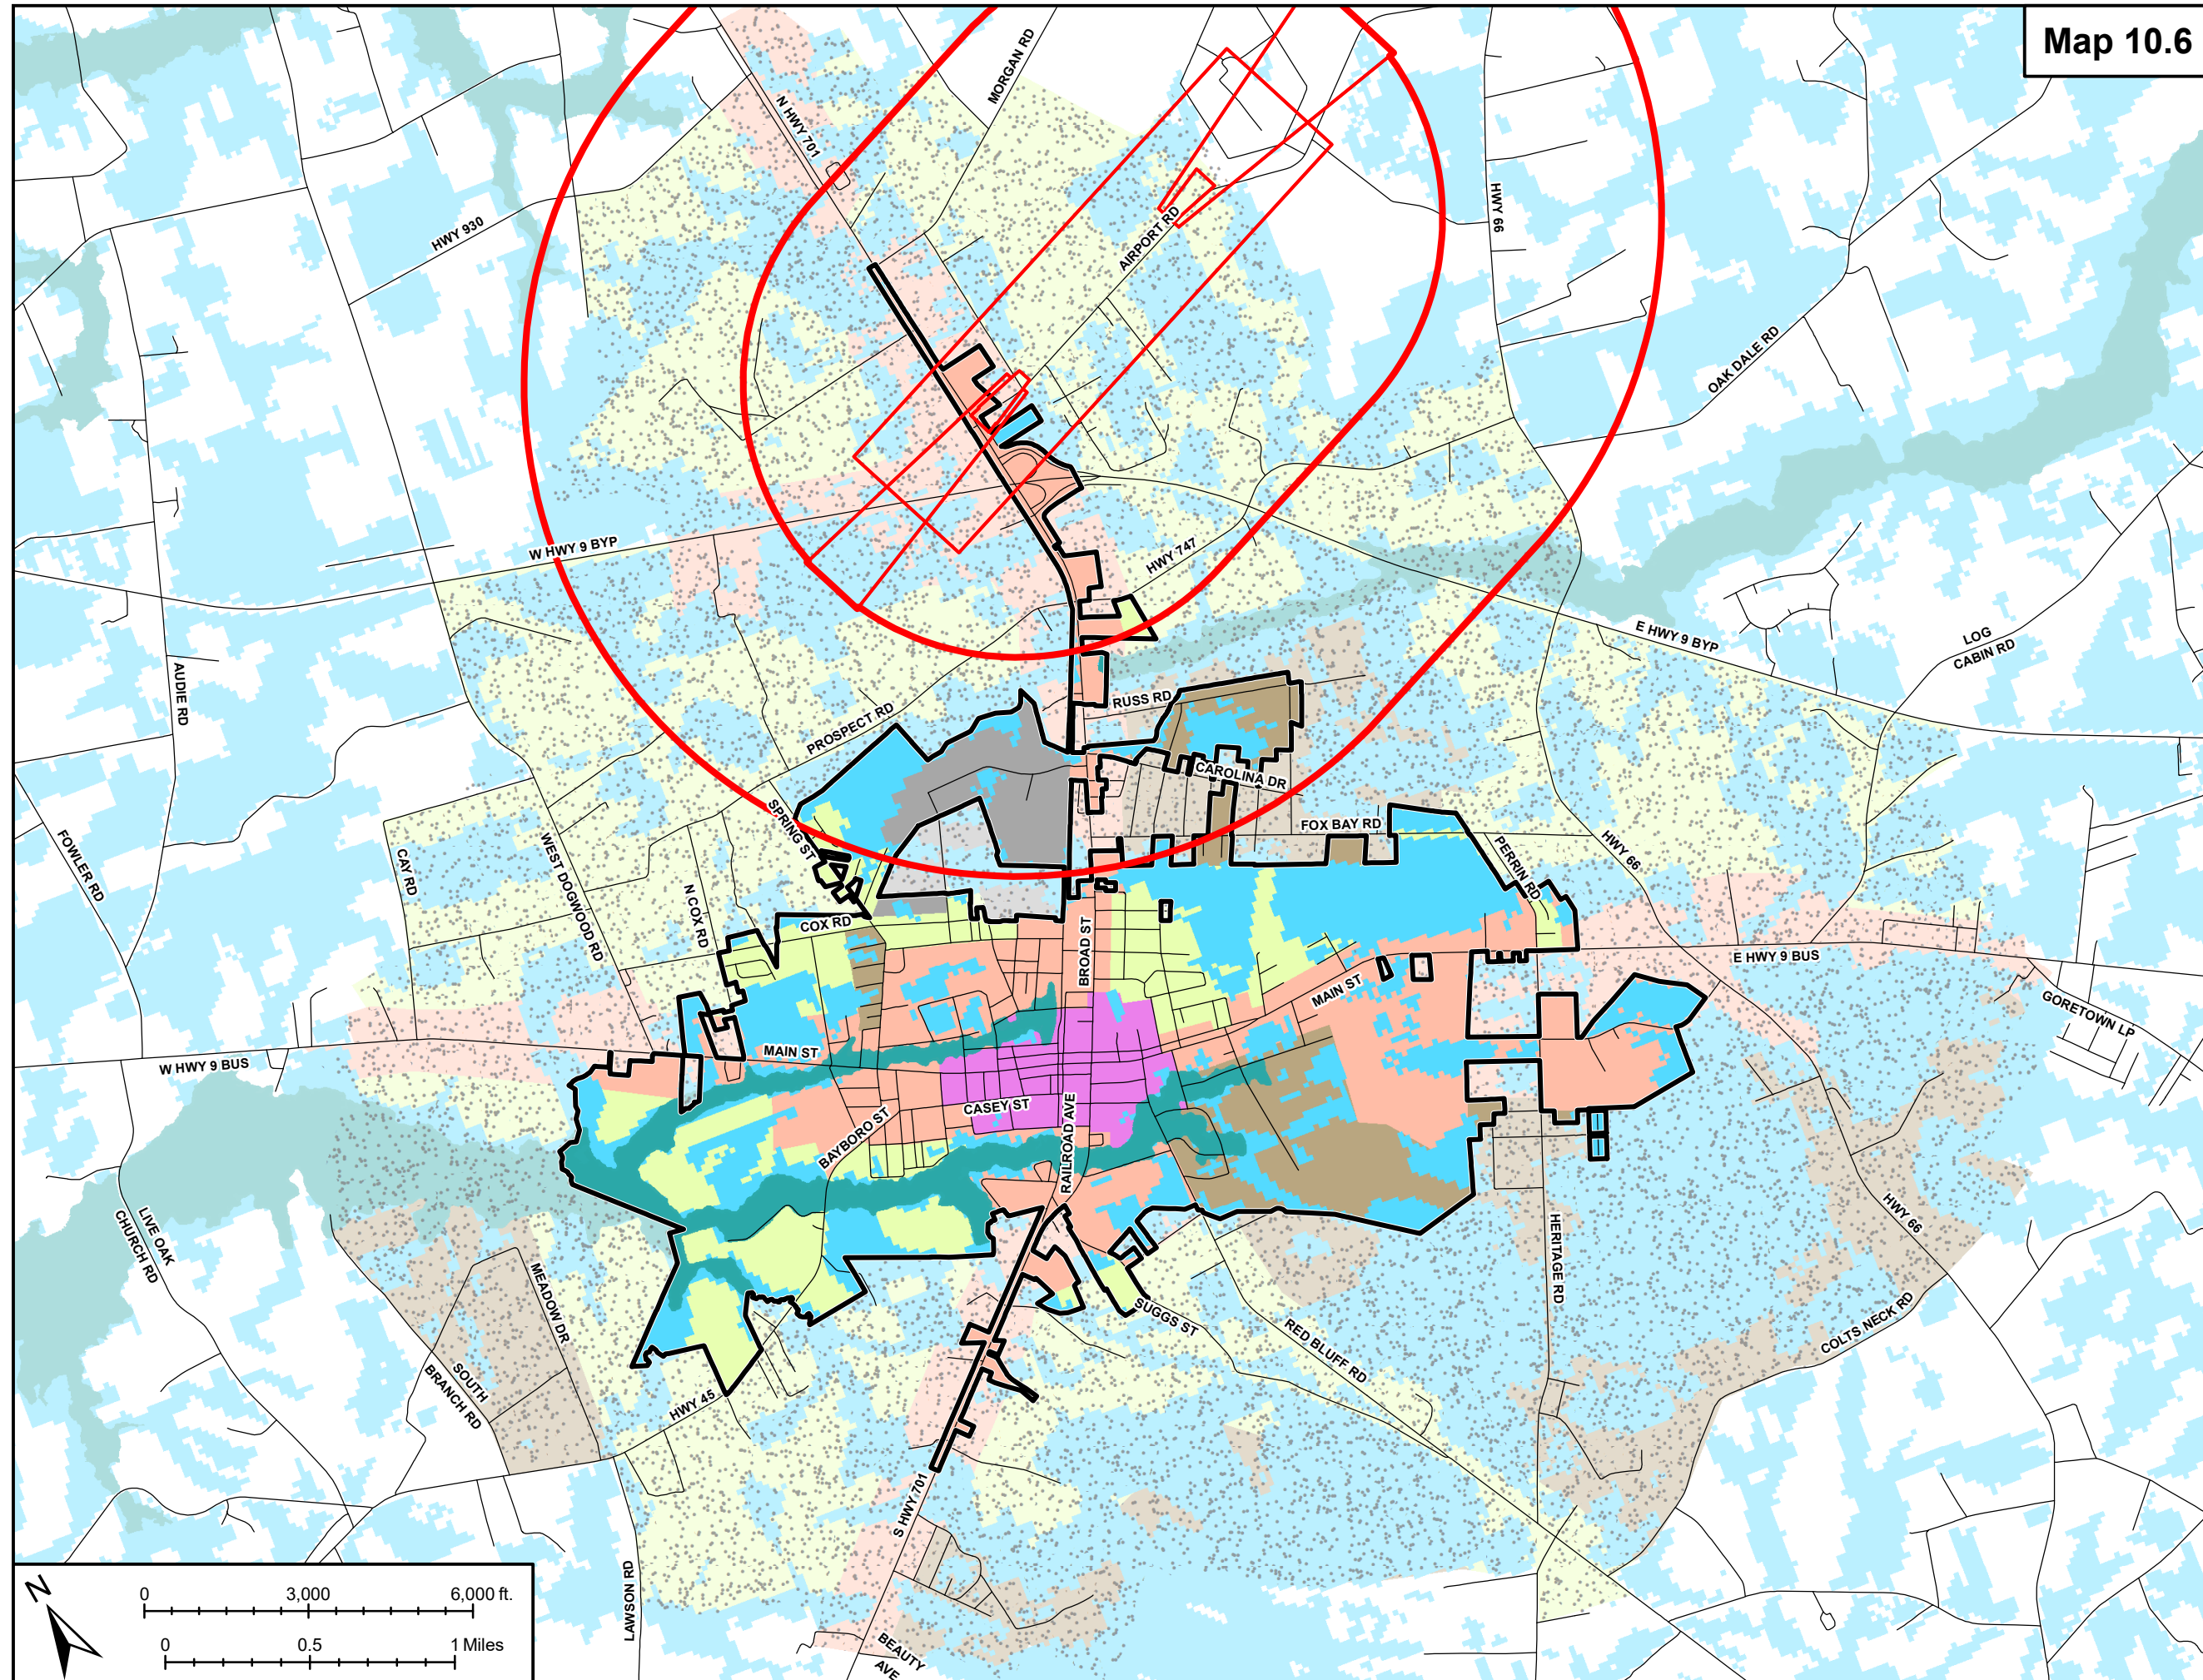 Map 10.6
MORGAN RD
N HWY 701
HWY 930
AIRPORT RD
HWY 66
OAK DALE RD
W HWY 9 BYP
HWY 747
E HWY 9 BYP
LOG
CABIN RD
AUDIE RD
RUSS RD
PROSPECT RD
CAROLINA DR
SPRING ST
FOX BAY RD
FOWLER RD
CAY RD
WEST DOGWOOD RD
PERRIN RD
HWY 66
N COX RD
COX RD
BROAD ST
E HWY 9 BUS
MAIN ST
GORETOWN LP
MAIN ST
W HWY 9 BUS
CASEY ST
BAYBORO ST
RAILROAD AVE
LIVE OAK
CHURCH RD
HWY 66
HERITAGE RD
MEADOW DR
SUGGS ST
RED BLUFF RD
COLTS NECK RD
SOUTH
BRANCH RD
HWY 45
S HWY 701
LAWSON RD
BEAUTY
AVE
N
0 3,000 6,000 ft.
0 0.5 1 Miles